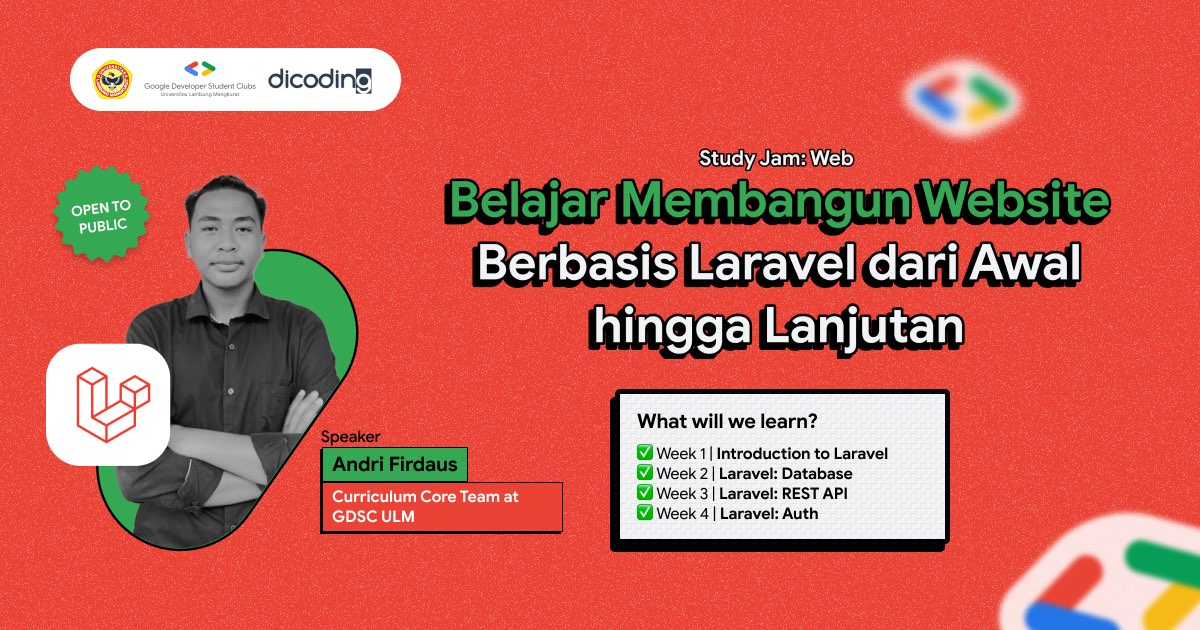 Google Developer Student Clubs
Universitas Lambung Mangkurat
dicoding
OPEN TO
PUBLIC
Study Jam: Web
Belajar Membangun Website
Berbasis Laravel dari Awal
hingga Lanjutan
Speaker
Andri Firdaus
Curriculum Core Team at
GDSC ULM
What will we learn?
✅ Week 1 | Introduction to Laravel
✅ Week 2 | Laravel: Database
✅ Week 3 | Laravel: REST API
✅ Week 4 | Laravel: Auth